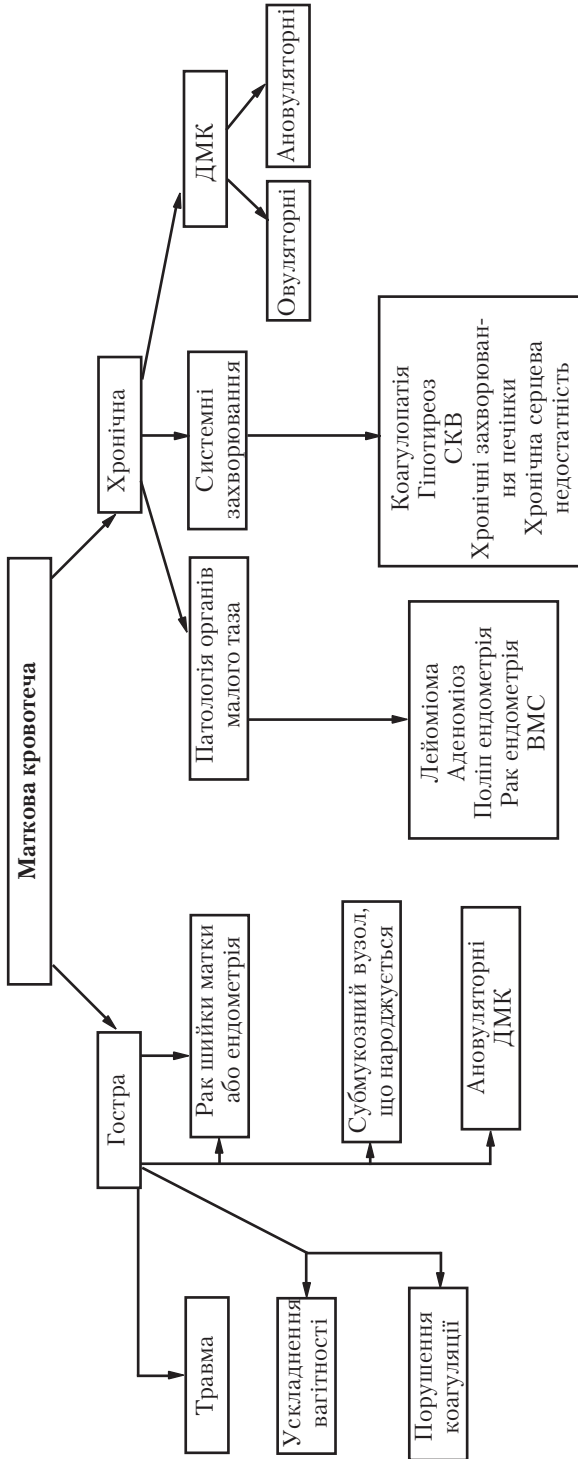 Маткова кровотеча
Гостра
Хронічна
Травма
Ускладнення
вагітності
Порушення
коагуляції
Рак шийки матки
або ендометрія
Субмукозний вузол,
що народжується
Ановуляторні
ДМК
Патологія органів
малого таза
Лейоміома
Аденоміоз
Поліп ендометрія
Рак ендометрія
ВМС
Системні
захворювання
Коагулопатія
Гіпотиреоз
СКВ
Хронічні захворюван-
ня печінки
Хронічна серцева
недостатність
ДМК
Овуляторні
Ановуляторні